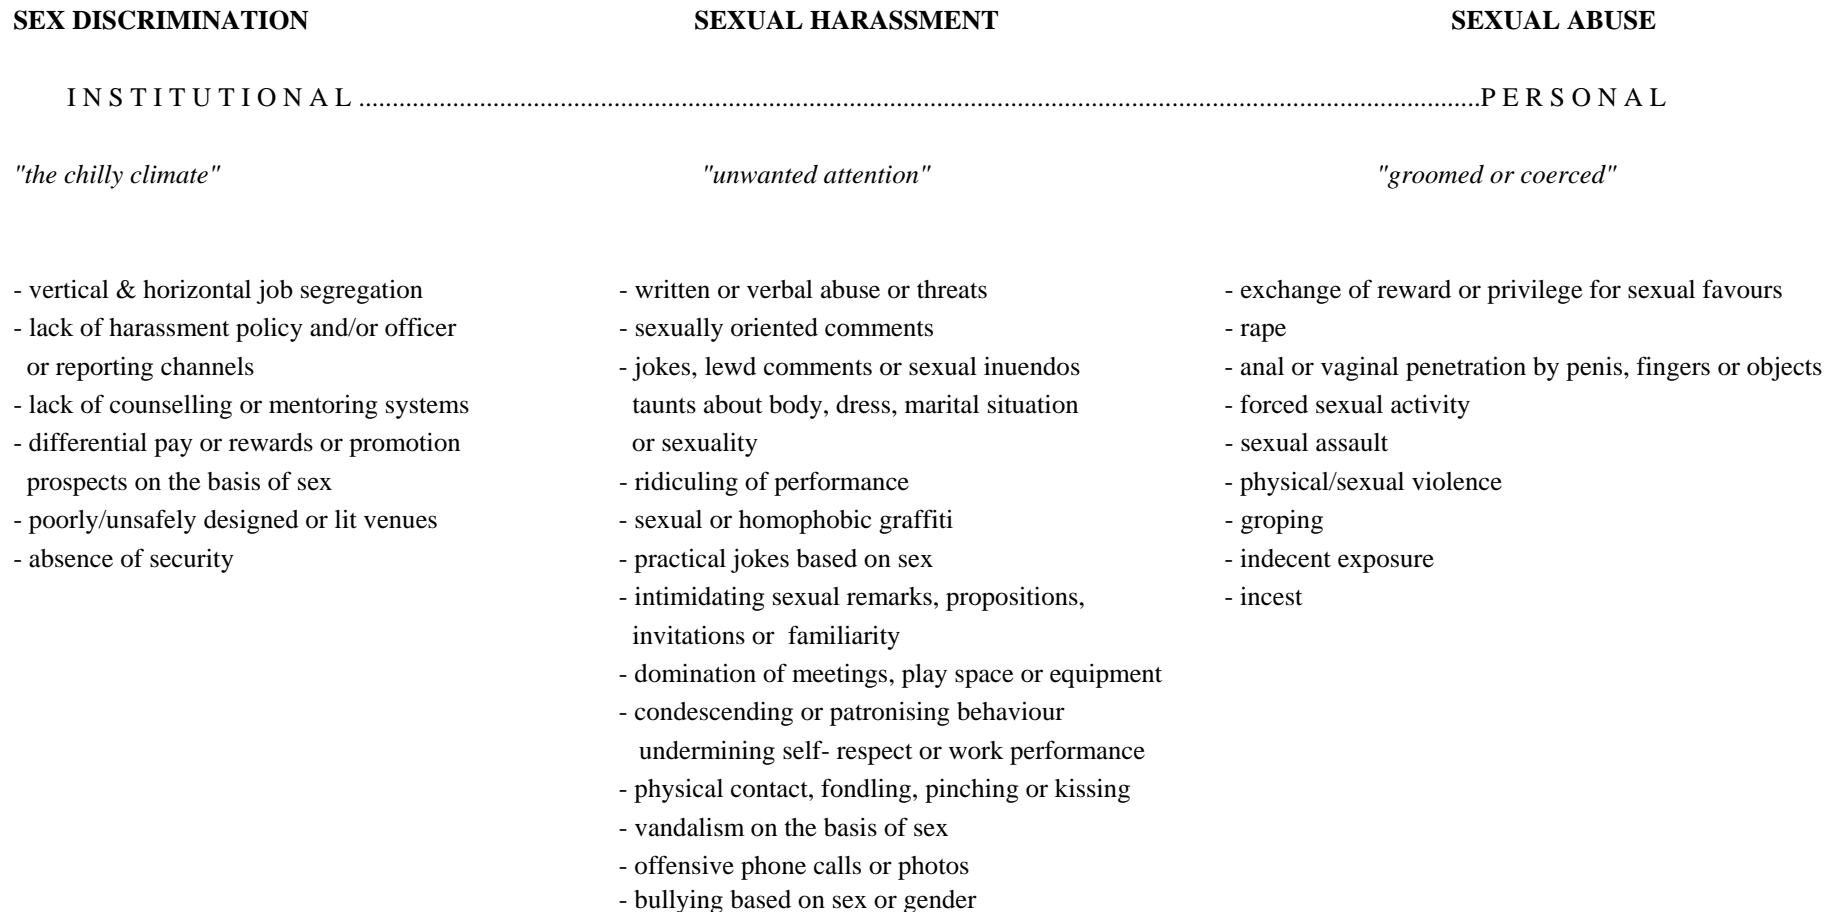 SEX DISCRIMINATION SEXUAL HARASSMENT SEXUAL ABUSE
I N S T I T U T I O N A L ........................................................................................................................................................................P E R S O N A L
"the chilly climate" "unwanted attention" "groomed or coerced"
- vertical & horizontal job segregation
- lack of harassment policy and/or officer
or reporting channels
- lack of counselling or mentoring systems
- differential pay or rewards or promotion
prospects on the basis of sex
- poorly/unsafely designed or lit venues
- absence of security
- written or verbal abuse or threats
- sexually oriented comments
- jokes, lewd comments or sexual inuendos
taunts about body, dress, marital situation
or sexuality
- ridiculing of performance
- sexual or homophobic graffiti
- practical jokes based on sex
- intimidating sexual remarks, propositions,
invitations or familiarity
- domination of meetings, play space or equipment
- condescending or patronising behaviour
undermining self- respect or work performance
- physical contact, fondling, pinching or kissing
- vandalism on the basis of sex
- offensive phone calls or photos
- bullying based on sex or gender
- exchange of reward or privilege for sexual favours
- rape
- anal or vaginal penetration by penis, fingers or objects
- forced sexual activity
- sexual assault
- physical/sexual violence
- groping
- indecent exposure
- incest